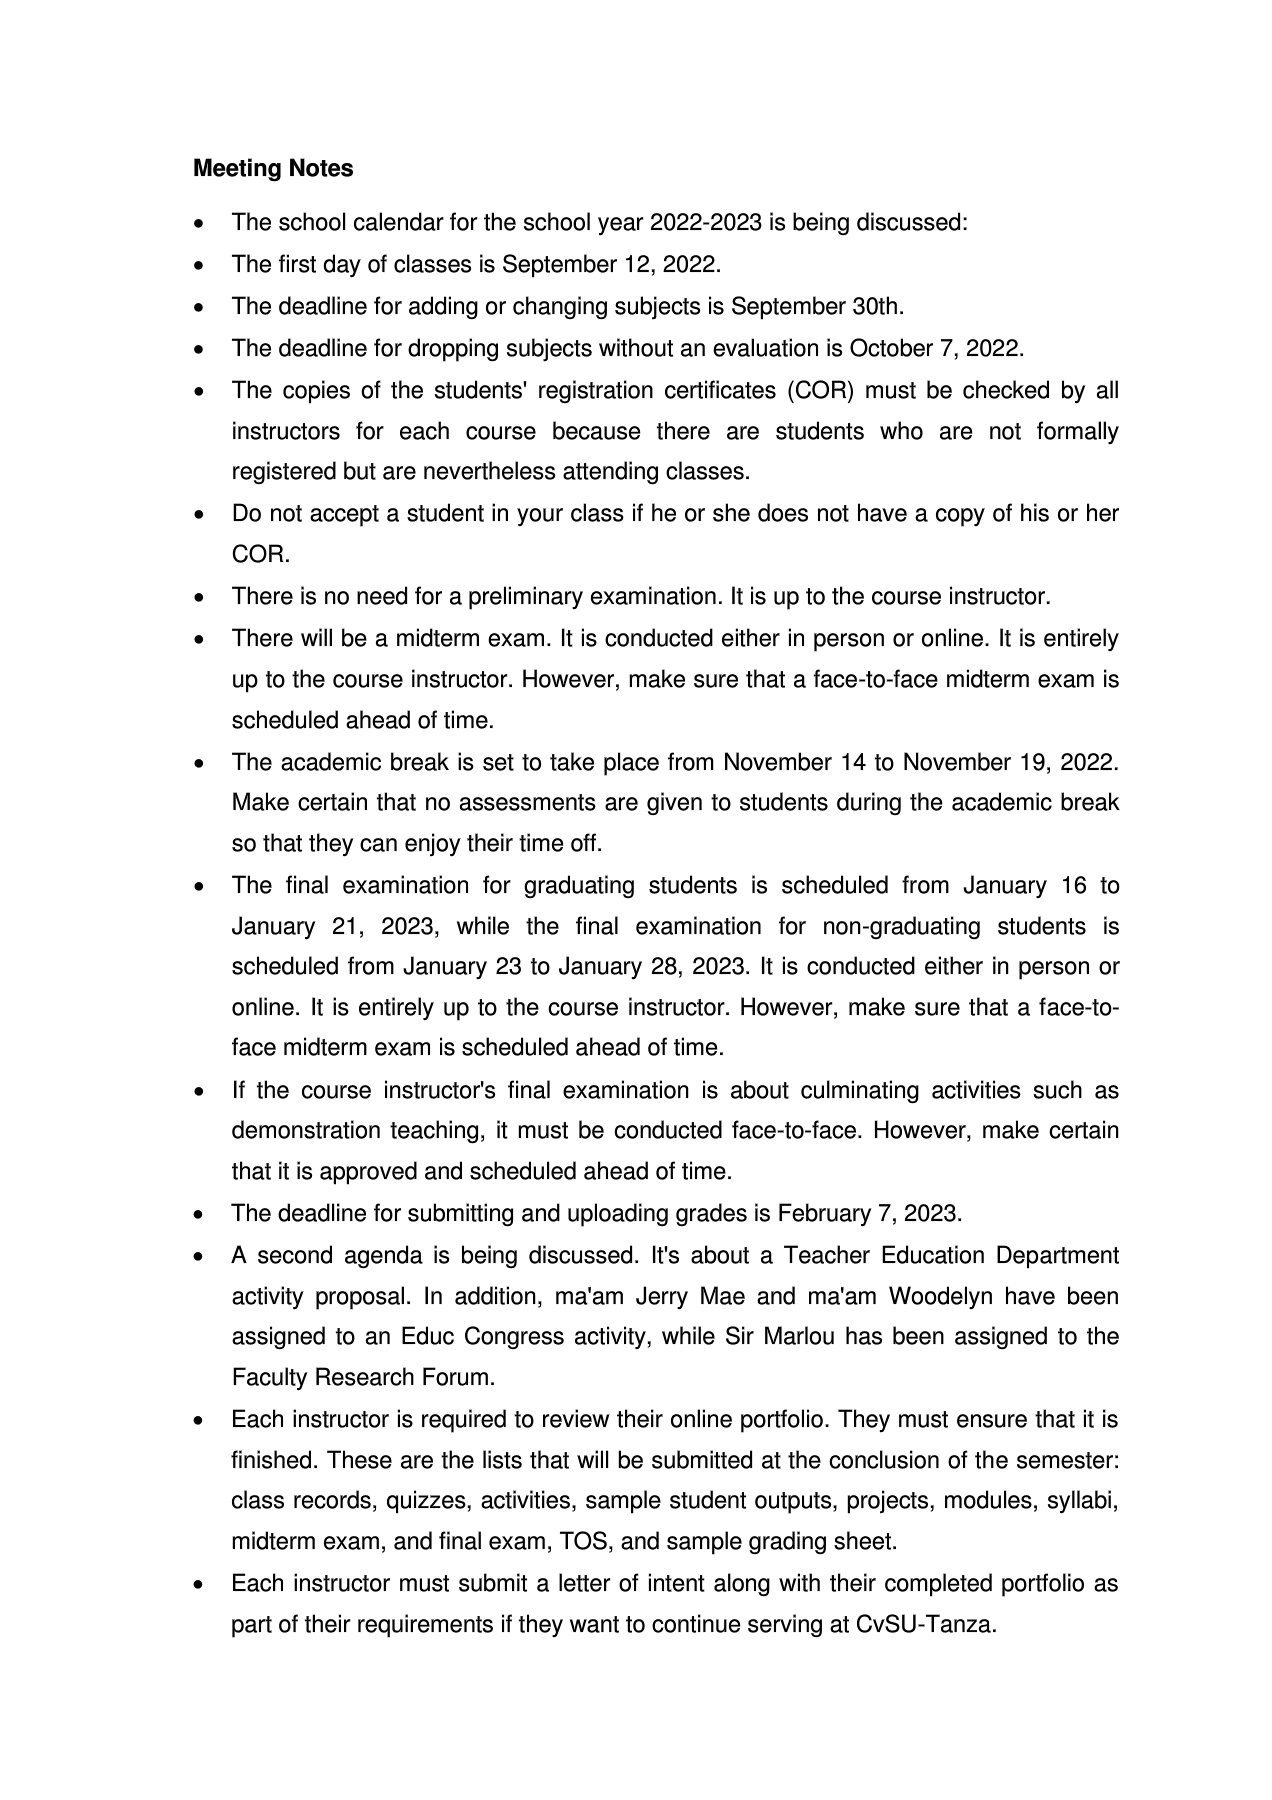 Meeting Notes
• The school calendar for the school year 2022-2023 is being discussed:
• The first day of classes is September 12, 2022.
• The deadline for adding or changing subjects is September 30th.
• The deadline for dropping subjects without an evaluation is October 7, 2022.
• The copies of the students' registration certificates (COR) must be checked by all
instructors for each course because there are students who are not formally
registered but are nevertheless attending classes.
• Do not accept a student in your class if he or she does not have a copy of his or her
COR.
• There is no need for a preliminary examination. It is up to the course instructor.
• There will be a midterm exam. It is conducted either in person or online. It is entirely
up to the course instructor. However, make sure that a face-to-face midterm exam is
scheduled ahead of time.
• The academic break is set to take place from November 14 to November 19, 2022.
Make certain that no assessments are given to students during the academic break
so that they can enjoy their time off.
• The final examination for graduating students is scheduled from January 16 to
January 21, 2023, while the final examination for non-graduating students is
scheduled from January 23 to January 28, 2023. It is conducted either in person or
online. It is entirely up to the course instructor. However, make sure that a face-to-
face midterm exam is scheduled ahead of time.
• If the course instructor's final examination is about culminating activities such as
demonstration teaching, it must be conducted face-to-face. However, make certain
that it is approved and scheduled ahead of time.
• The deadline for submitting and uploading grades is February 7, 2023.
• A second agenda is being discussed. It's about a Teacher Education Department
activity proposal. In addition, ma'am Jerry Mae and ma'am Woodelyn have been
assigned to an Educ Congress activity, while Sir Marlou has been assigned to the
Faculty Research Forum.
• Each instructor is required to review their online portfolio. They must ensure that it is
finished. These are the lists that will be submitted at the conclusion of the semester:
class records, quizzes, activities, sample student outputs, projects, modules, syllabi,
midterm exam, and final exam, TOS, and sample grading sheet.
• Each instructor must submit a letter of intent along with their completed portfolio as
part of their requirements if they want to continue serving at CvSU-Tanza.